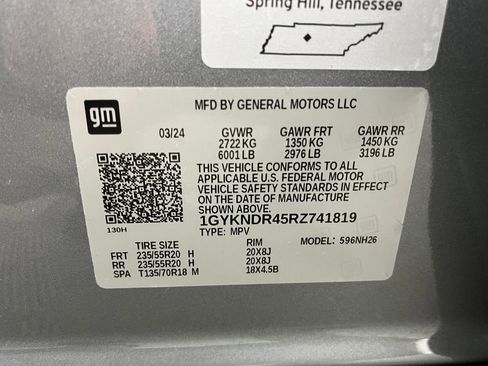 Spring Hill, Tennessee
gm
MFD BY GENERAL MOTORS LLC
03/24 GVWR GAWR FRT GAWR RR
2722 KG 1350 KG 1450 KG
6001 LB 2976 LB 3196 LB
THIS VEHICLE CONFORMS TO ALL
APPLICABLE U.S. FEDERAL MOTOR
VEHICLE SAFETY STANDARDS IN EFFECT
ON THE DATE OF MANUFACTURE
SHOWN ABOVE.
1GYKNDR45RZ741819
130H TYPE: MPV MODEL: 596NH26
TIRE SIZE RIM
FRT 235/55R20 H 20X8J
RR 235/55R20 H 20X8J
SPA T135/70R18 M 18X4.5B